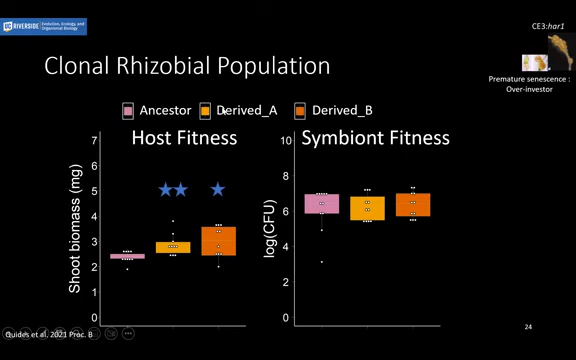 UC RIVERSIDE
Evolution, Ecology, and
Organismal Biology
CE3:har1
Clonal Rhizobial Population
Premature senescence :
Over-investor
Ancestor
Derived_A
Derived_B
Host Fitness
Symbiont Fitness
Shoot biomass (mg)
7
6
5
4
3
2
1
0
log(CFU)
10
8
6
4
2
0
Quides et al. 2021 Proc. B
24